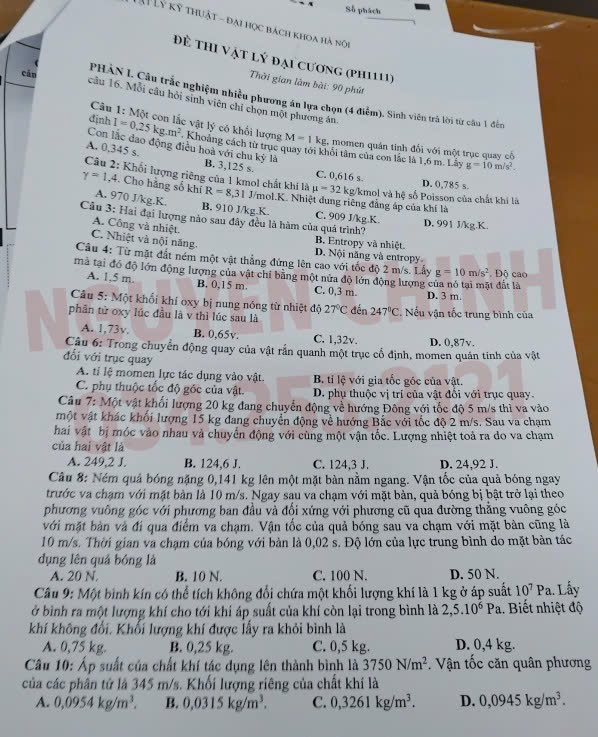 Số phách
VẬT LÝ KỸ THUẬT – ĐẠI HỌC BÁCH KHOA HÀ NỘI
ĐỀ THI VẬT LÝ ĐẠI CƯƠNG (PH1111)
Thời gian làm bài: 90 phút
câu
PHẦN I. Câu trắc nghiệm nhiều phương án lựa chọn (4 điểm). Sinh viên trả lời từ câu 1 đến
câu 16. Mỗi câu hỏi sinh viên chỉ chọn một phương án.
Câu 1: Một con lắc vật lý có khối lượng M = 1 kg, momen quán tính đối với một trục quay cố
định I = 0,25 kg.m². Khoảng cách từ trục quay tới khối tâm của con lắc là 1,6 m. Lấy g = 10 m/s².
Con lắc dao động điều hoà với chu kỳ là
A. 0,345 s. B. 3,125 s. C. 0,616 s. D. 0,785 s.
Câu 2: Khối lượng riêng của 1 kmol chất khí là μ = 32 kg/kmol và hệ số Poisson của chất khí là
γ = 1,4. Cho hằng số khí R = 8,31 J/mol.K. Nhiệt dung riêng đẳng áp của khí là
A. 970 J/kg.K. B. 910 J/kg.K. C. 909 J/kg.K. D. 991 J/kg.K.
Câu 3: Hai đại lượng nào sau đây đều là hàm của quá trình?
A. Công và nhiệt. B. Entropy và nhiệt.
C. Nhiệt và nội năng. D. Nội năng và entropy.
Câu 4: Từ mặt đất ném một vật thẳng đứng lên cao với tốc độ 2 m/s. Lấy g = 10 m/s². Độ cao
mà tại đó độ lớn động lượng của vật chỉ bằng một nửa độ lớn động lượng của nó tại mặt đất là
A. 1,5 m. B. 0,15 m. C. 0,3 m. D. 3 m.
Câu 5: Một khối khí oxy bị nung nóng từ nhiệt độ 27°C đến 247°C. Nếu vận tốc trung bình của
phân tử oxy lúc đầu là v thì lúc sau là
A. 1,73v. B. 0,65v. C. 1,32v. D. 0,87v.
Câu 6: Trong chuyển động quay của vật rắn quanh một trục cố định, momen quán tính của vật
đối với trục quay
A. tỉ lệ momen lực tác dụng vào vật. B. tỉ lệ với gia tốc góc của vật.
C. phụ thuộc tốc độ góc của vật. D. phụ thuộc vị trí của vật đối với trục quay.
Câu 7: Một vật khối lượng 20 kg đang chuyển động về hướng Đông với tốc độ 5 m/s thì va vào
một vật khác khối lượng 15 kg đang chuyển động về hướng Bắc với tốc độ 2 m/s. Sau va chạm
hai vật bị móc vào nhau và chuyển động với cùng một vận tốc. Lượng nhiệt toả ra do va chạm
của hai vật là
A. 249,2 J. B. 124,6 J. C. 124,3 J. D. 24,92 J.
Câu 8: Ném quả bóng nặng 0,141 kg lên một mặt bàn nằm ngang. Vận tốc của quả bóng ngay
trước va chạm với mặt bàn là 10 m/s. Ngay sau va chạm với mặt bàn, quả bóng bị bật trở lại theo
phương vuông góc với phương ban đầu và đối xứng với phương cũ qua đường thẳng vuông góc
với mặt bàn và đi qua điểm va chạm. Vận tốc của quả bóng sau va chạm với mặt bàn cũng là
10 m/s. Thời gian va chạm của bóng với bàn là 0,02 s. Độ lớn của lực trung bình do mặt bàn tác
dụng lên quả bóng là
A. 20 N. B. 10 N. C. 100 N. D. 50 N.
Câu 9: Một bình kín có thể tích không đổi chứa một khối lượng khí là 1 kg ở áp suất 10⁷ Pa. Lấy
ở bình ra một lượng khí cho tới khi áp suất của khí còn lại trong bình là 2,5.10⁶ Pa. Biết nhiệt độ
khí không đổi. Khối lượng khí được lấy ra khỏi bình là
A. 0,75 kg. B. 0,25 kg. C. 0,5 kg. D. 0,4 kg.
Câu 10: Áp suất của chất khí tác dụng lên thành bình là 3750 N/m². Vận tốc căn quân phương
của các phân tử là 345 m/s. Khối lượng riêng của chất khí là
A. 0,0954 kg/m³. B. 0,0315 kg/m³. C. 0,3261 kg/m³. D. 0,0945 kg/m³.